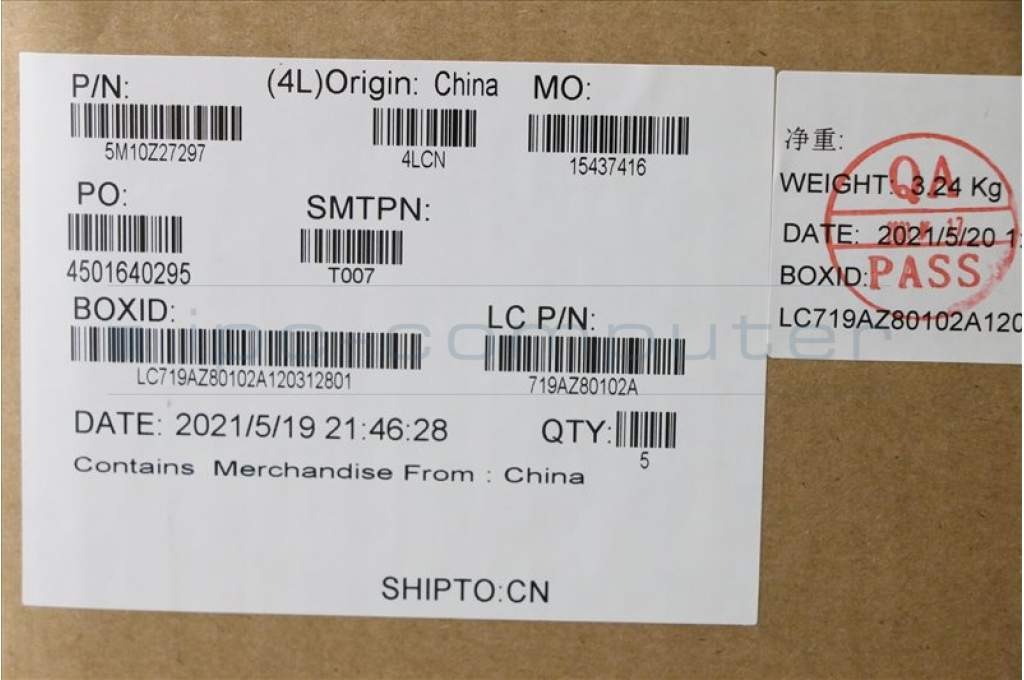 P/N: (4L)Origin: China MO:
5M10Z27297 4LCN 15437416
PO: SMTPN:
4501640295 T007
BOXID: LC P/N:
LC719AZ80102A120312801 719AZ80102A
DATE: 2021/5/19 21:46:28 QTY:
5
Contains Merchandise From : China
SHIPTO:CN
净重:
WEIGHT: 3.24 Kg
DATE: 2021/5/20
BOXID:
LC719AZ80102A120
QA
PASS
ipc-computer